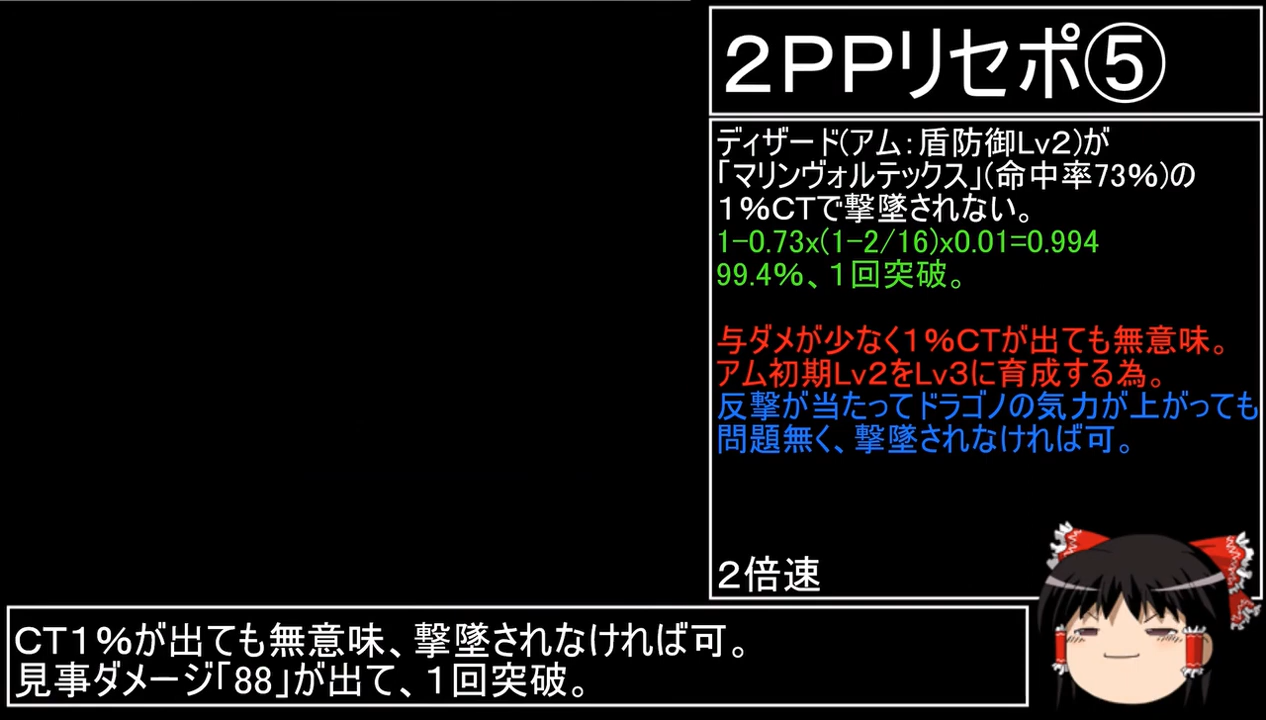 ２ＰＰリセポ⑤
ディザード(アム：盾防御Lv２)が
「マリンヴォルテックス」(命中率73％)の
１％CTで撃墜されない。
1-0.73x(1-2/16)x0.01=0.994
99.4％、１回突破。
与ダメが少なく１％CTが出ても無意味。
アム初期Lv２をLv３に育成する為。
反撃が当たってドラゴノの気力が上がっても
問題無く、撃墜されなければ可。
２倍速
CT１％が出ても無意味、撃墜されなければ可。
見事ダメージ「88」が出て、１回突破。